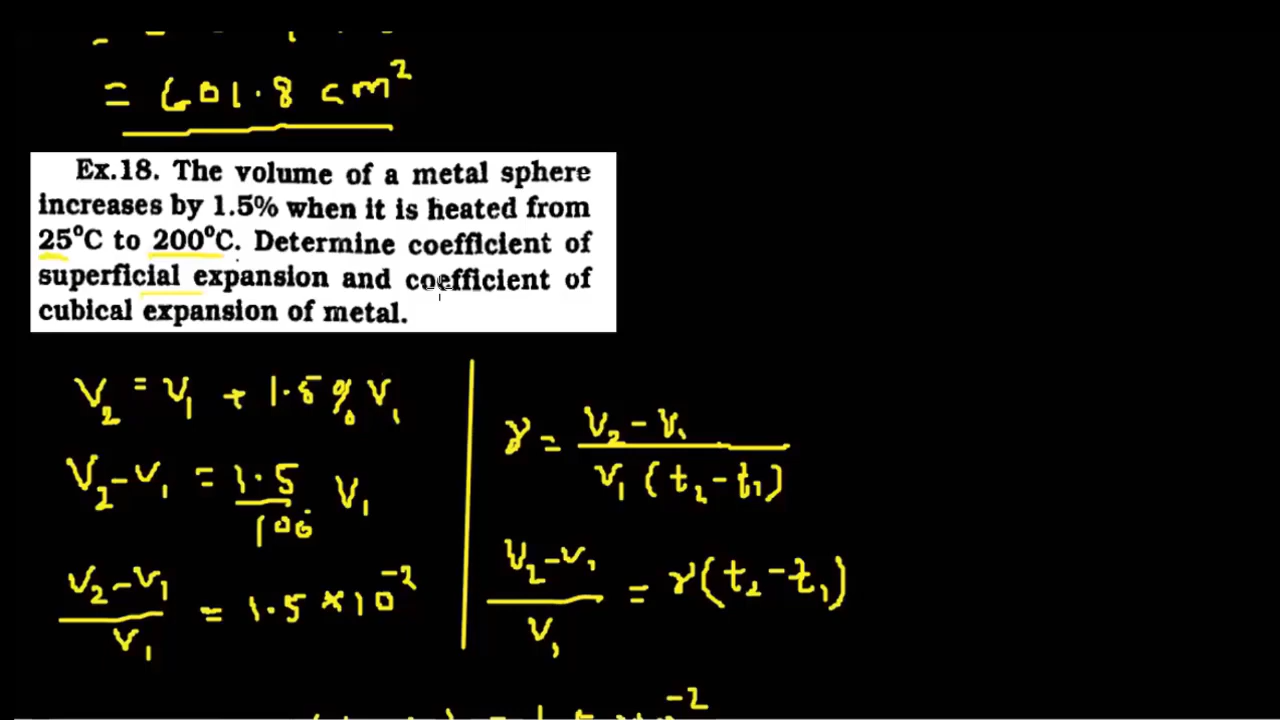 = 601.8 cm²
Ex.18. The volume of a metal sphere
increases by 1.5% when it is heated from
25°C to 200°C. Determine coefficient of
superficial expansion and coefficient of
cubical expansion of metal.
V₂ = V₁ + 1.5% V₁
V₂-V₁ = 1.5/100 V₁
(V₂-V₁)/V₁ = 1.5×10⁻²
γ = (V₂-V₁)/(V₁(t₂-t₁))
(V₂-V₁)/V₁ = γ(t₂-t₁)